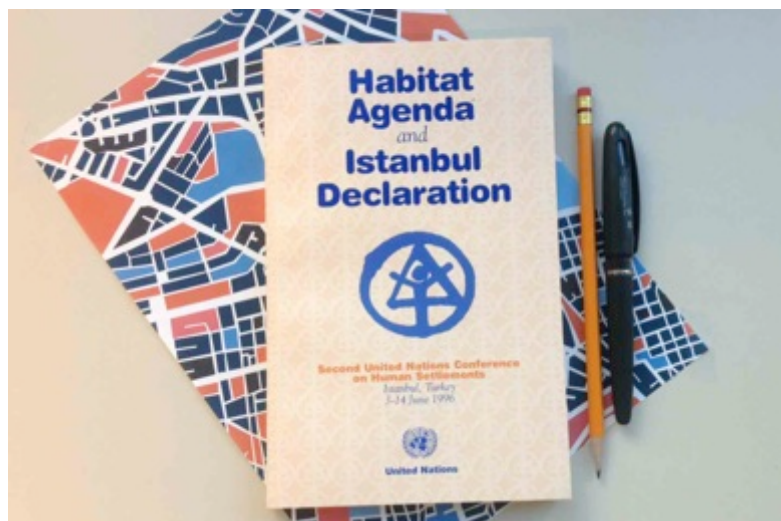 Habitat
Agenda
and
Istanbul
Declaration
Second United Nations Conference
on Human Settlements
Istanbul, Turkey
3-14 June 1996
United Nations